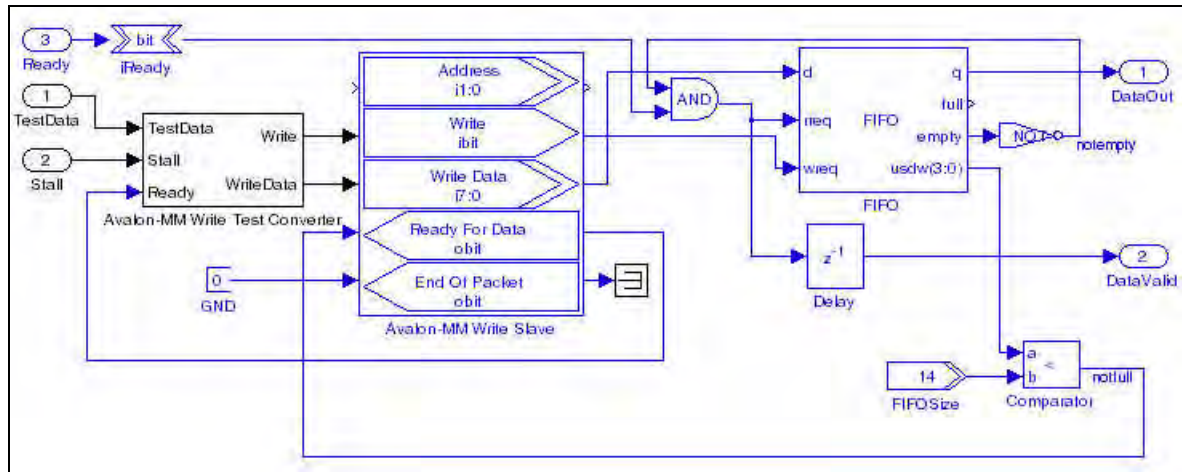 3
Ready
bit
iReady
1
TestData
2
Stall
TestData
Stall
Ready
Write
WriteData
Avalon-MM Write Test Converter
0
GND
Address
i1:0
Write
ibit
Write Data
i7:0
Ready For Data
obit
End Of Packet
obit
Avalon-MM Write Slave
AND
d
rreq
wreq
FIFO
q
full
empty
usdw(3:0)
FIFO
NOT
notempty
1
DataOut
z-1
Delay
2
DataValid
14
FIFOSize
a
b
<
Comparator
notfull